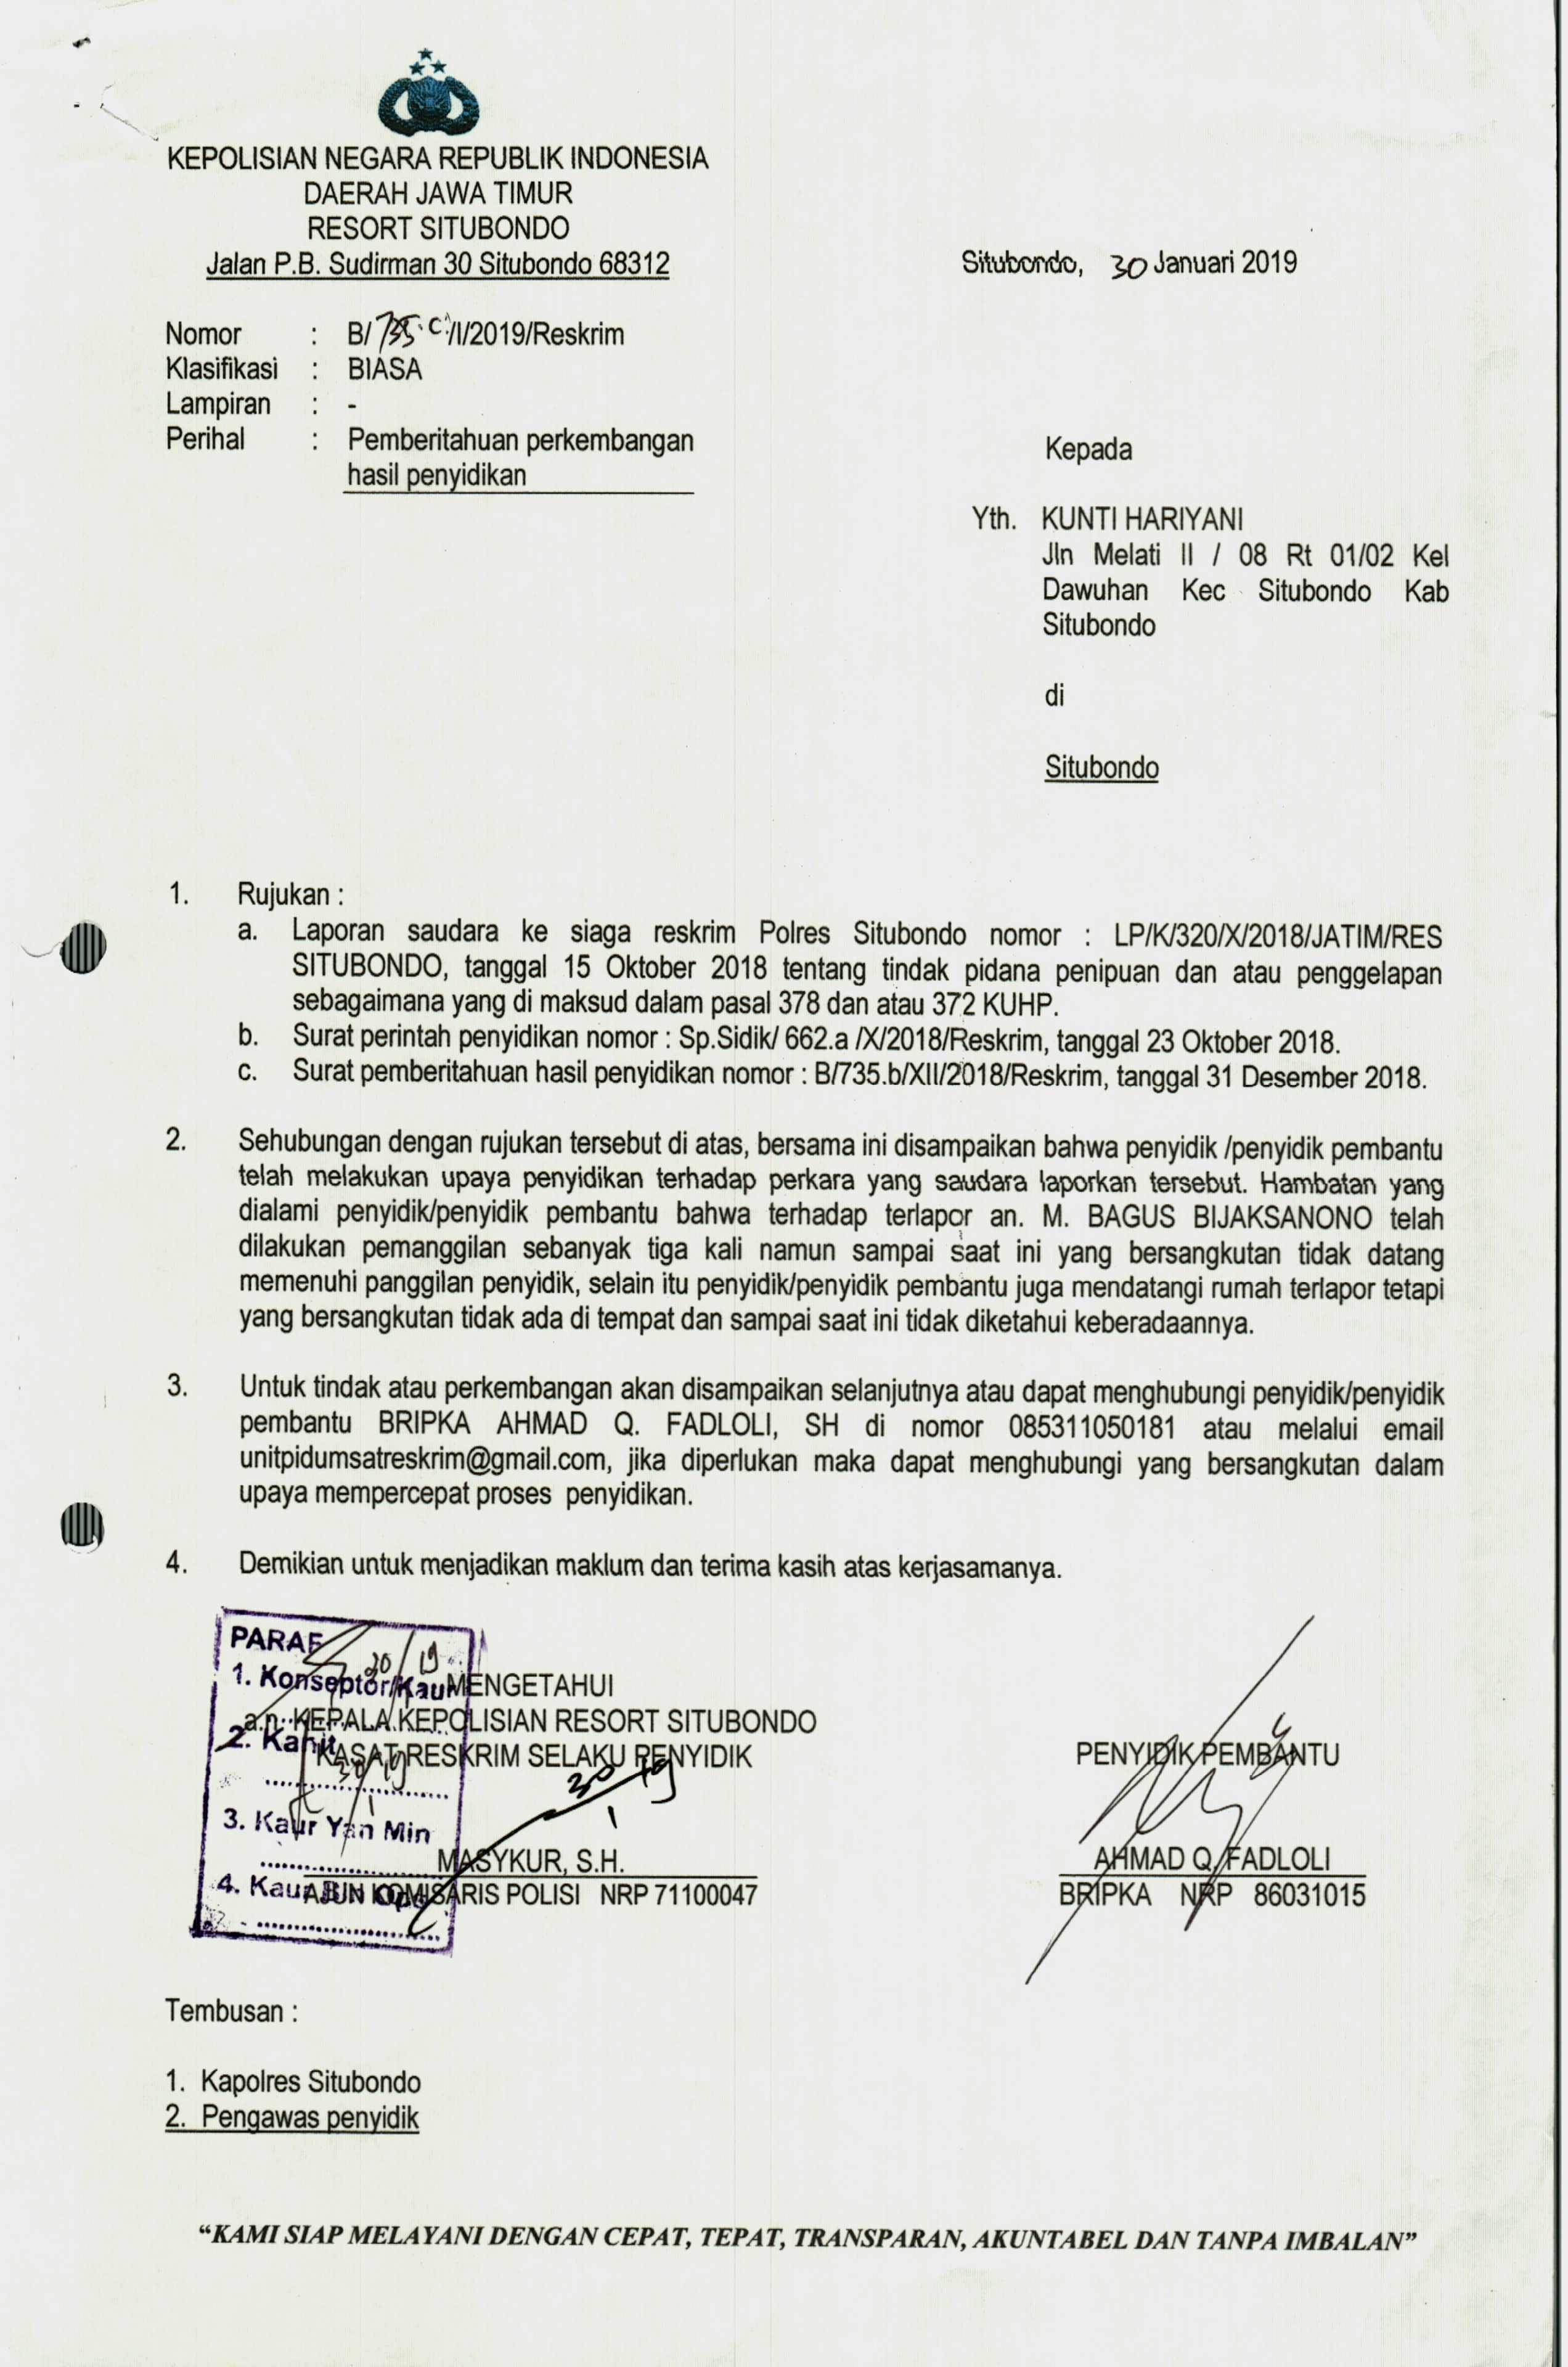 KEPOLISIAN NEGARA REPUBLIK INDONESIA
DAERAH JAWA TIMUR
RESORT SITUBONDO
Jalan P.B. Sudirman 30 Situbondo 68312
Situbondo, 30 Januari 2019
Nomor : B/735.c/I/2019/Reskrim
Klasifikasi : BIASA
Lampiran : -
Perihal : Pemberitahuan perkembangan
hasil penyidikan
Kepada
Yth. KUNTI HARIYANI
Jln Melati II / 08 Rt 01/02 Kel
Dawuhan Kec Situbondo Kab
Situbondo
di
Situbondo
1. Rujukan :
a. Laporan saudara ke siaga reskrim Polres Situbondo nomor : LP/K/320/X/2018/JATIM/RES
SITUBONDO, tanggal 15 Oktober 2018 tentang tindak pidana penipuan dan atau penggelapan
sebagaimana yang di maksud dalam pasal 378 dan atau 372 KUHP.
b. Surat perintah penyidikan nomor : Sp.Sidik/ 662.a /X/2018/Reskrim, tanggal 23 Oktober 2018.
c. Surat pemberitahuan hasil penyidikan nomor : B/735.b/XII/2018/Reskrim, tanggal 31 Desember 2018.
2. Sehubungan dengan rujukan tersebut di atas, bersama ini disampaikan bahwa penyidik /penyidik pembantu
telah melakukan upaya penyidikan terhadap perkara yang saudara laporkan tersebut. Hambatan yang
dialami penyidik/penyidik pembantu bahwa terhadap terlapor an. M. BAGUS BIJAKSANONO telah
dilakukan pemanggilan sebanyak tiga kali namun sampai saat ini yang bersangkutan tidak datang
memenuhi panggilan penyidik, selain itu penyidik/penyidik pembantu juga mendatangi rumah terlapor tetapi
yang bersangkutan tidak ada di tempat dan sampai saat ini tidak diketahui keberadaannya.
3. Untuk tindak atau perkembangan akan disampaikan selanjutnya atau dapat menghubungi penyidik/penyidik
pembantu BRIPKA AHMAD Q. FADLOLI, SH di nomor 085311050181 atau melalui email
unitpidumsatreskrim@gmail.com, jika diperlukan maka dapat menghubungi yang bersangkutan dalam
upaya mempercepat proses penyidikan.
4. Demikian untuk menjadikan maklum dan terima kasih atas kerjasamanya.
PARAF
1. Konseptor/Kaur
2. Kanit
3. Kaur Yan Min
4. Kaur Bin Ops
MENGETAHUI
a.n. KEPALA KEPOLISIAN RESORT SITUBONDO
KASAT RESKRIM SELAKU PENYIDIK
30 19
MASYKUR, S.H.
AJUN KOMISARIS POLISI NRP 71100047
PENYIDIK PEMBANTU
AHMAD Q. FADLOLI
BRIPKA NRP 86031015
Tembusan :
1. Kapolres Situbondo
2. Pengawas penyidik
“KAMI SIAP MELAYANI DENGAN CEPAT, TEPAT, TRANSPARAN, AKUNTABEL DAN TANPA IMBALAN”